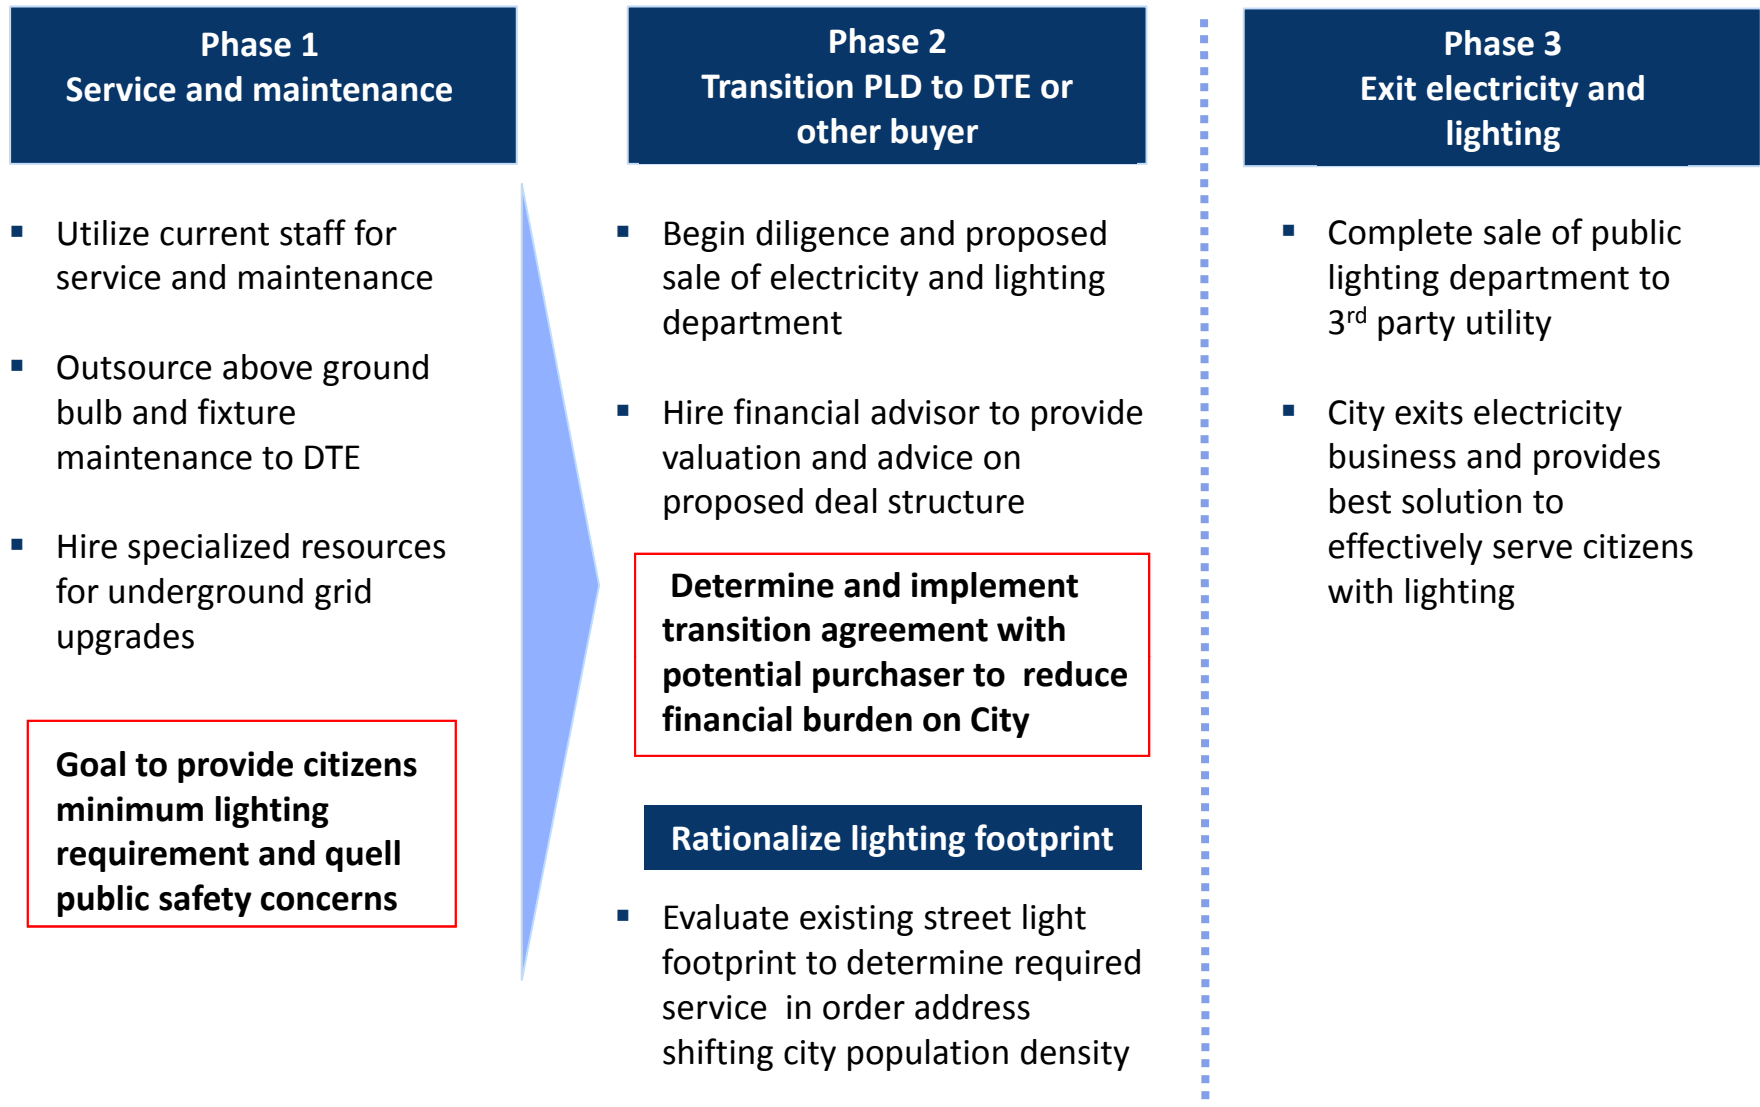 Phase 1
Service and maintenance
▪ Utilize current staff for
service and maintenance
▪ Outsource above ground
bulb and fixture
maintenance to DTE
▪ Hire specialized resources
for underground grid
upgrades
Goal to provide citizens
minimum lighting
requirement and quell
public safety concerns
Phase 2
Transition PLD to DTE or
other buyer
▪ Begin diligence and proposed
sale of electricity and lighting
department
▪ Hire financial advisor to provide
valuation and advice on
proposed deal structure
Determine and implement
transition agreement with
potential purchaser to  reduce
financial burden on City
Rationalize lighting footprint
▪ Evaluate existing street light
footprint to determine required
service  in order address
shifting city population density
Phase 3
Exit electricity and
lighting
▪ Complete sale of public
lighting department to
3rd party utility
▪ City exits electricity
business and provides
best solution to
effectively serve citizens
with lighting